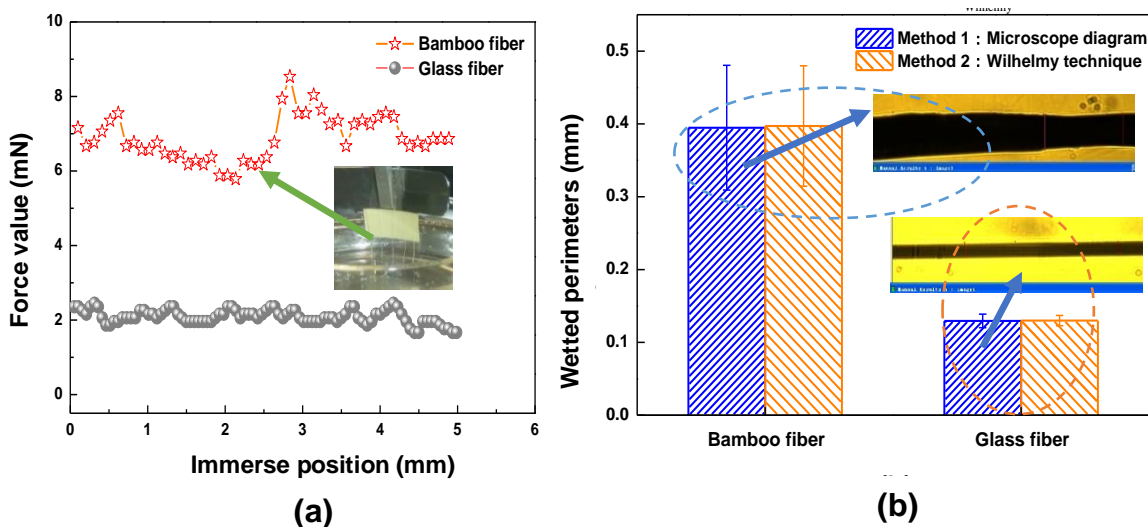 10
8
6
4
2
0
Force value (mN)
Bamboo fiber
Glass fiber
0
1
2
3
4
5
6
Immerse position (mm)
(a)
Wilhelmy
0.5
0.4
0.3
0.2
0.1
0.0
Wetted perimeters (mm)
Method 1：Microscope diagram
Method 2：Wilhelmy technique
Bamboo fiber
Glass fiber
(b)